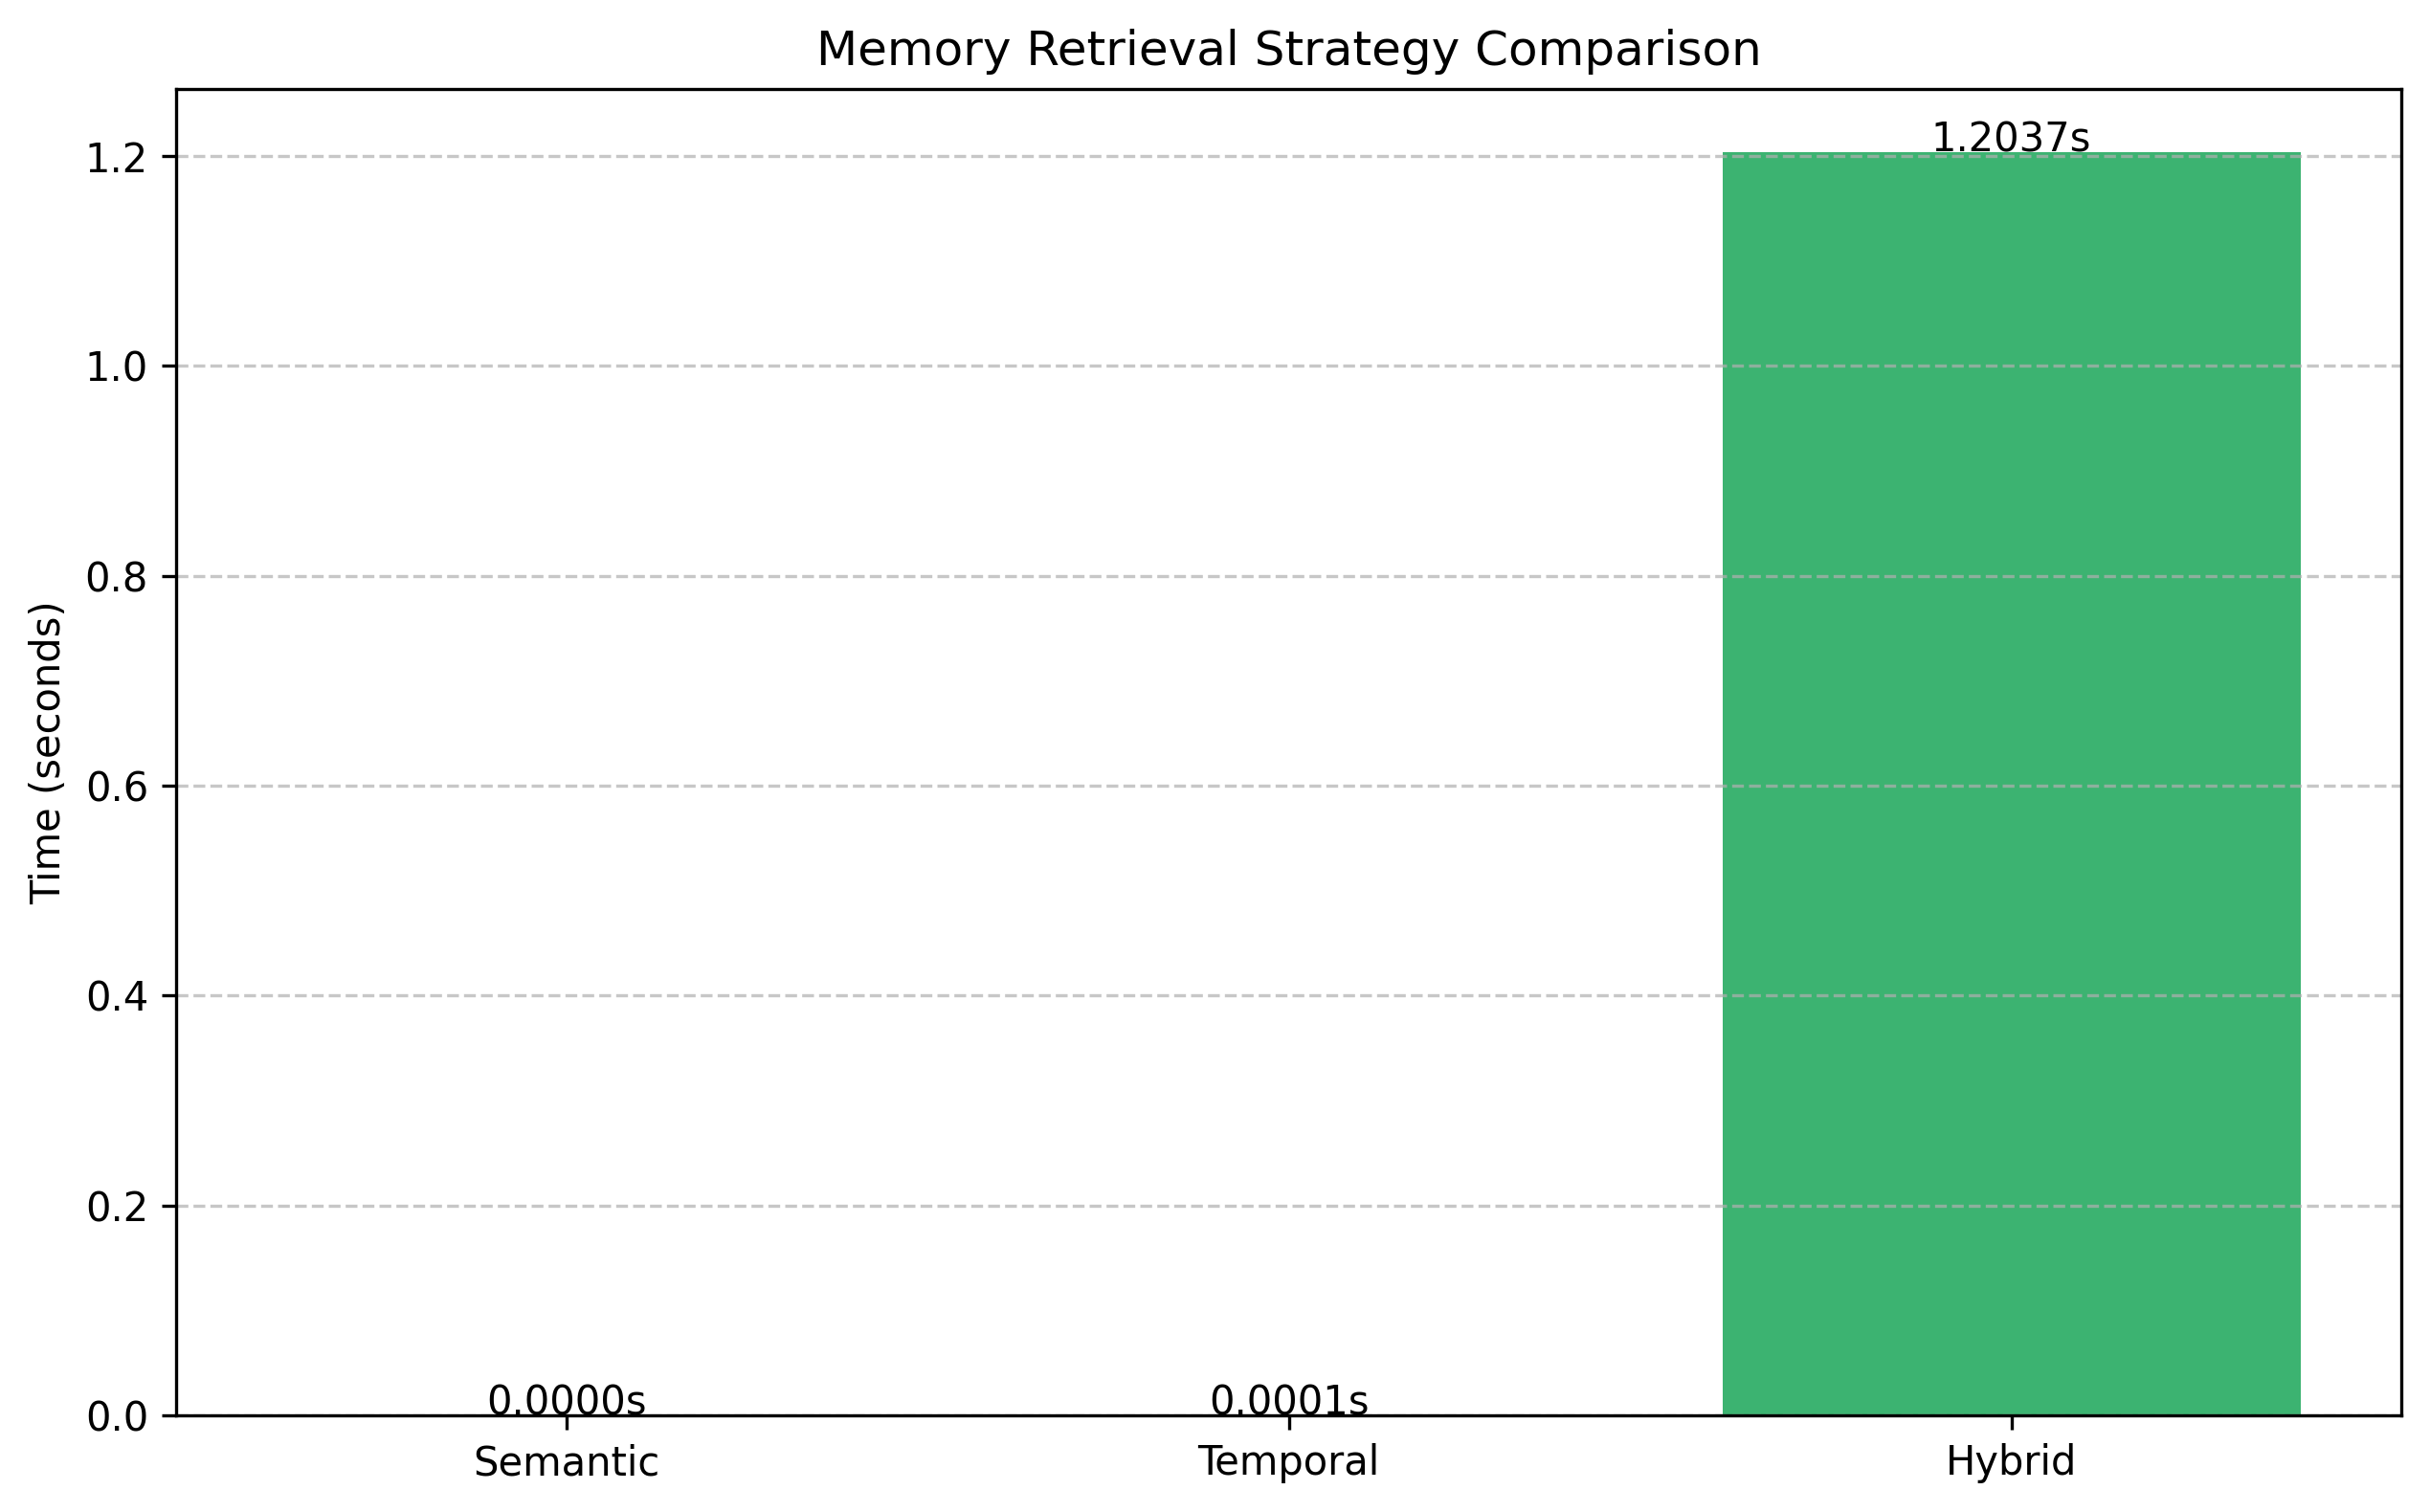 Memory Retrieval Strategy Comparison
Time (seconds)
1.2
1.0
0.8
0.6
0.4
0.2
0.0
0.0000s
0.0001s
1.2037s
Semantic
Temporal
Hybrid